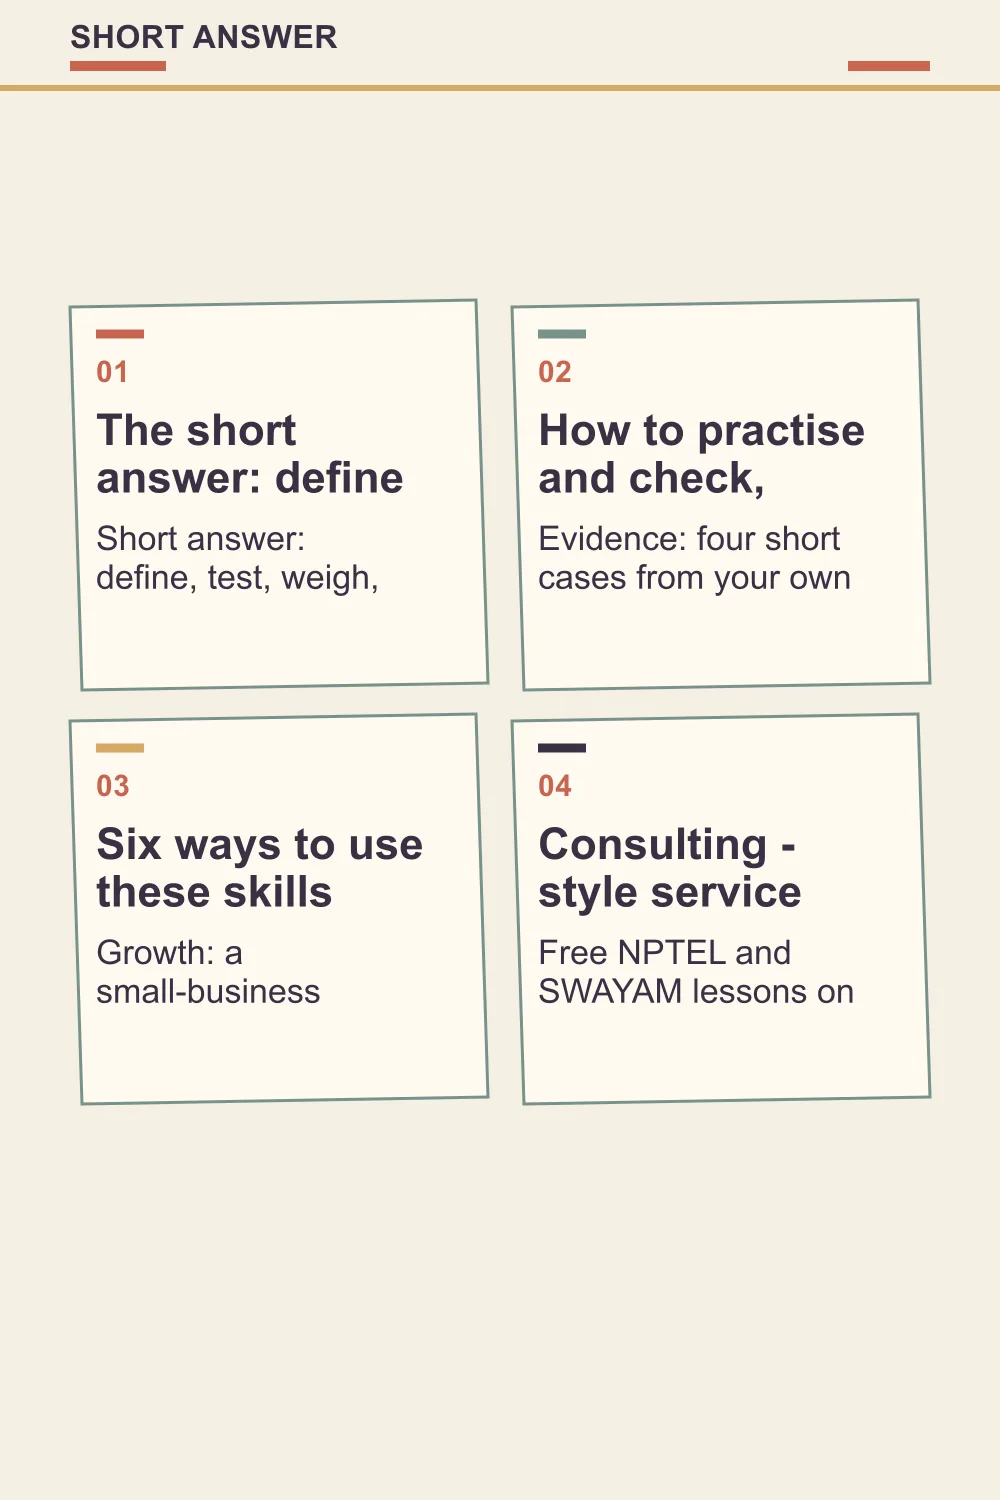 SHORT ANSWER
01
The short
answer: define
Short answer:
define, test, weigh,
02
How to practise
and check,
Evidence: four short
cases from your own
03
Six ways to use
these skills
Growth: a
small-business
04
Consulting -
style service
Free NPTEL and
SWAYAM lessons on